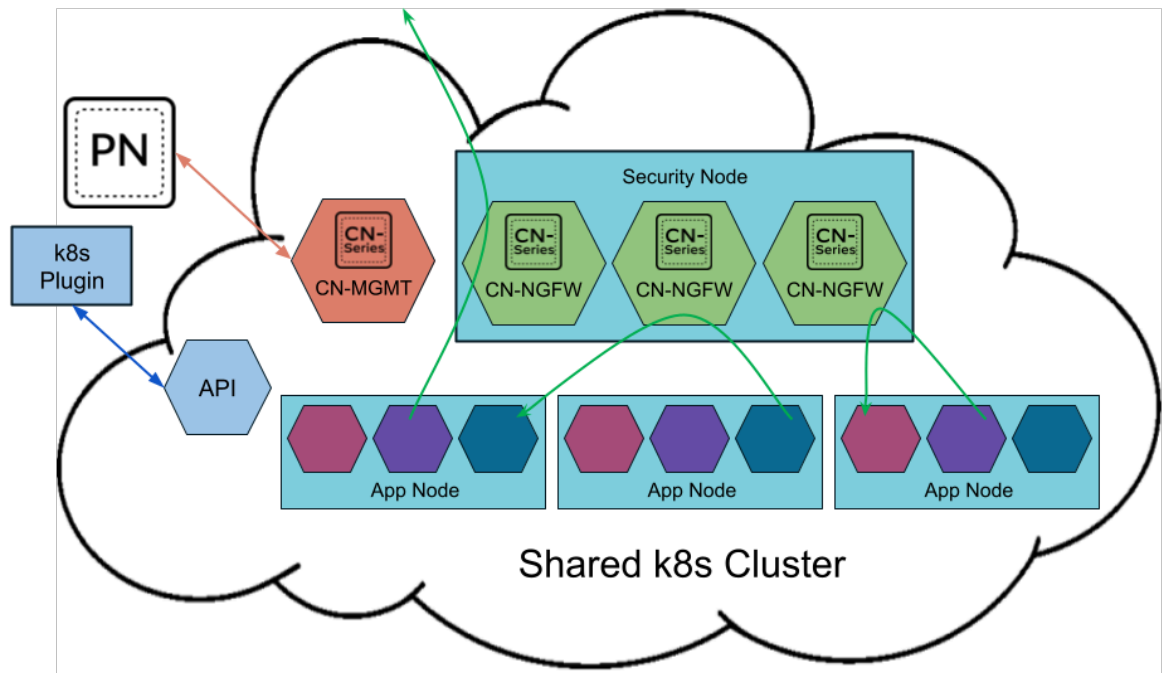 PN
k8s
Plugin
API
CN-
Series
CN-MGMT
Security Node
CN-
Series
CN-NGFW
CN-
Series
CN-NGFW
CN-
Series
CN-NGFW
App Node
App Node
App Node
Shared k8s Cluster